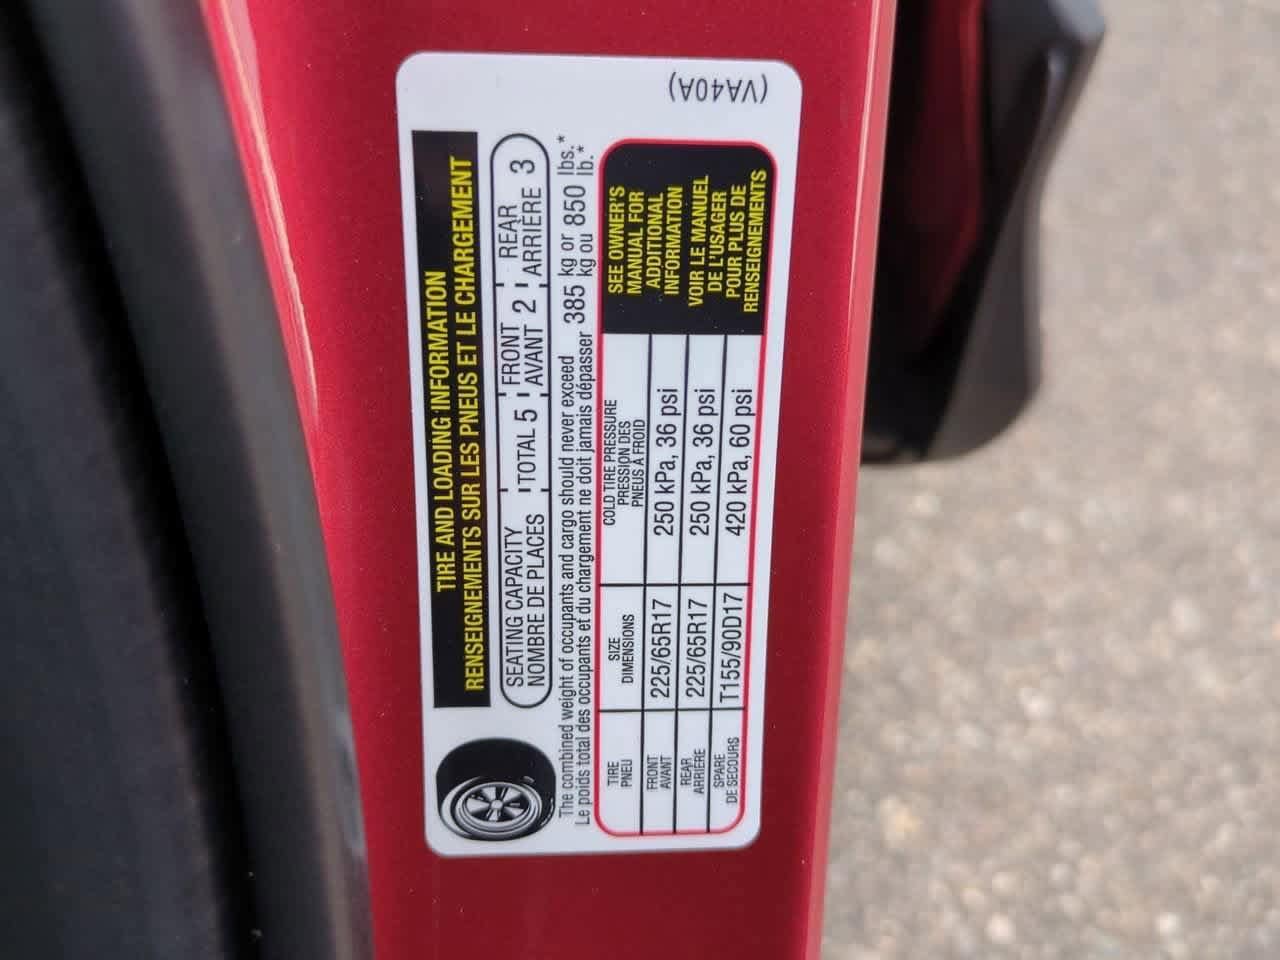 TIRE AND LOADING INFORMATION
RENSEIGNEMENTS SUR LES PNEUS ET LE CHARGEMENT
SEATING CAPACITY
NOMBRE DE PLACES
TOTAL 5
FRONT
AVANT 2
REAR
ARRIÈRE 3
The combined weight of occupants and cargo should never exceed 385 kg or 850 lbs.*
Le poids total des occupants et du chargement ne doit jamais dépasser 385 kg ou 850 lb.*
TIRE
PNEU
SIZE
DIMENSIONS
COLD TIRE PRESSURE
PRESSION DES
PNEUS À FROID
FRONT
AVANT
225/65R17
250 kPa, 36 psi
REAR
ARRIÈRE
225/65R17
250 kPa, 36 psi
SPARE
DE SECOURS
T155/90D17
420 kPa, 60 psi
SEE OWNER'S
MANUAL FOR
ADDITIONAL
INFORMATION
VOIR LE MANUEL
DE L'USAGER
POUR PLUS DE
RENSEIGNEMENTS
(VA40A)